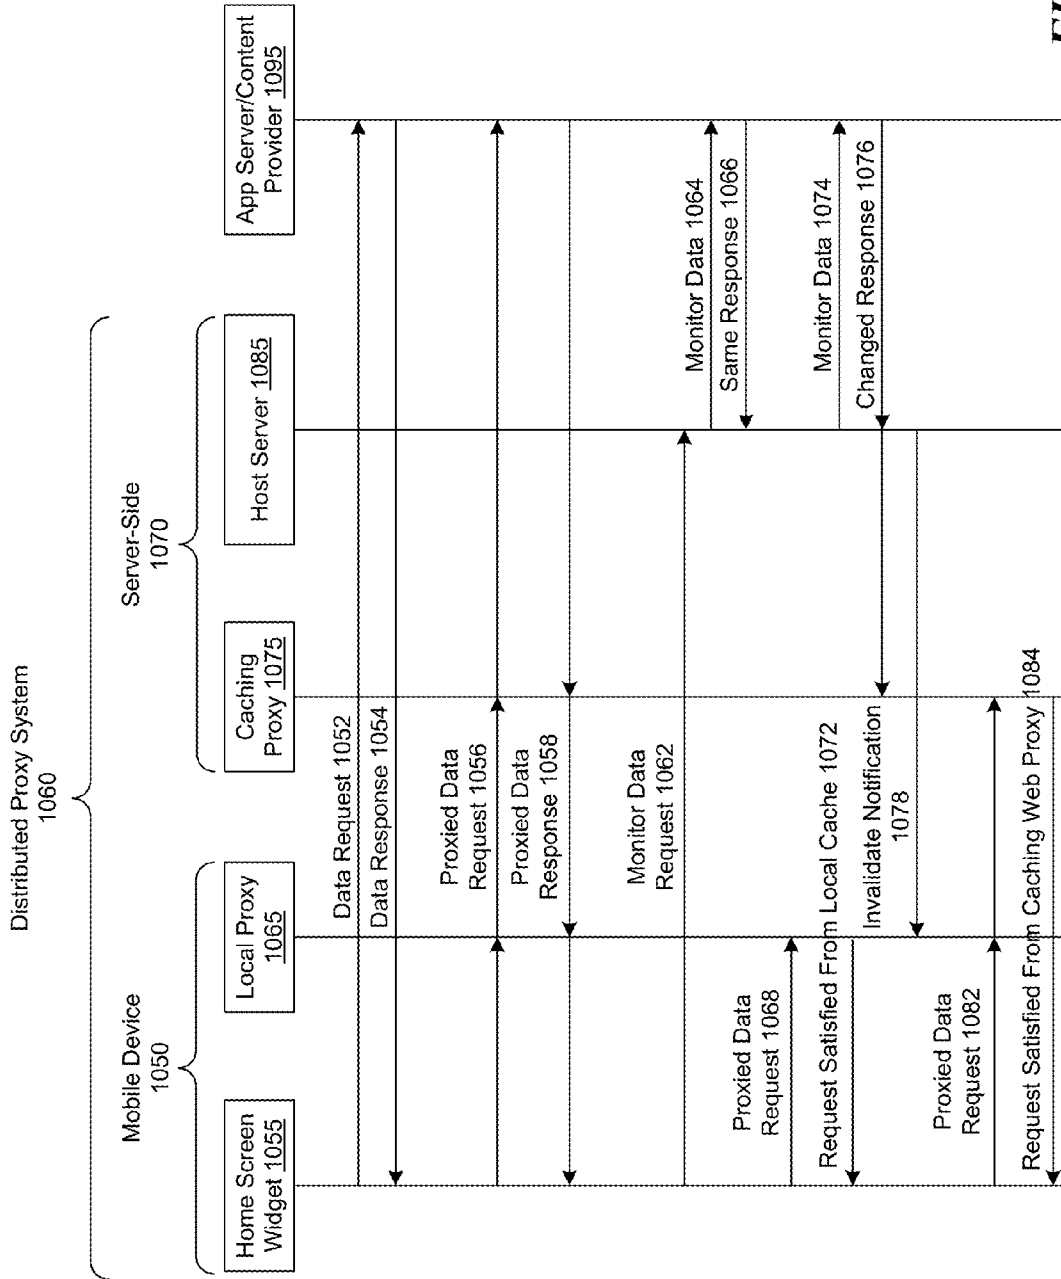 Distributed Proxy System
1060
Mobile Device
1050
Server-Side
1070
Home Screen
Widget 1055
Local Proxy
1065
Caching
Proxy 1075
Host Server 1085
App Server/Content
Provider 1095
Data Request 1052
Data Response 1054
Proxied Data
Request 1056
Proxied Data
Response 1058
Monitor Data
Request 1062
Monitor Data 1064
Same Response 1066
Proxied Data
Request 1068
Request Satisfied From Local Cache 1072
Monitor Data 1074
Changed Response 1076
Invalidate Notification
1078
Proxied Data
Request 1082
Request Satisfied From Caching Web Proxy 1084